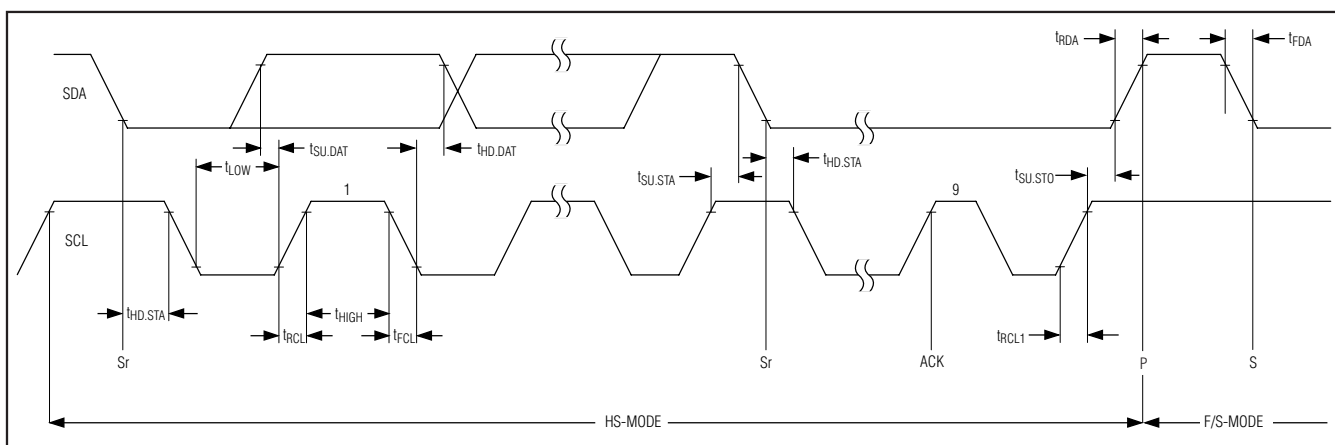 tRDA
tFDA
SDA
tSU.DAT
tHD.DAT
tLOW
tHD.STA
tSU.STA
tSU.STO
1
9
SCL
tHD.STA
tHIGH
tRCL
tFCL
tRCL1
Sr
Sr
ACK
P
S
HS-MODE
F/S-MODE